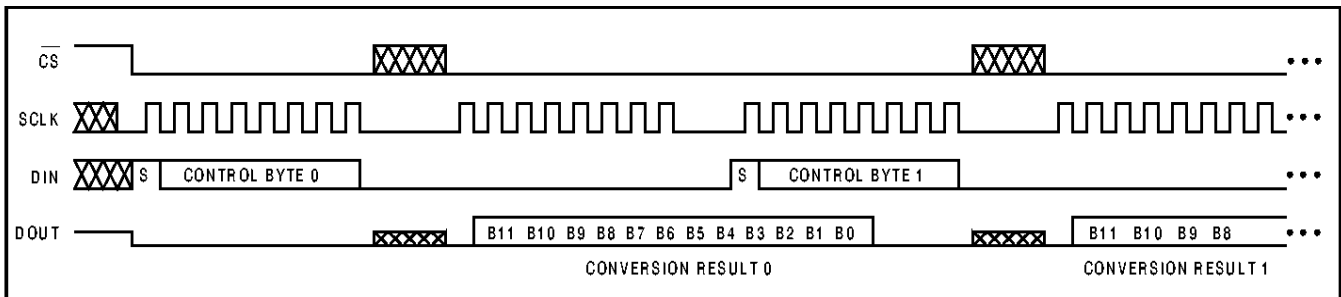 CS
SCLK
DIN S CONTROL BYTE 0 S CONTROL BYTE 1
DOUT B11 B10 B9 B8 B7 B6 B5 B4 B3 B2 B1 B0 B11 B10 B9 B8
CONVERSION RESULT 0 CONVERSION RESULT 1